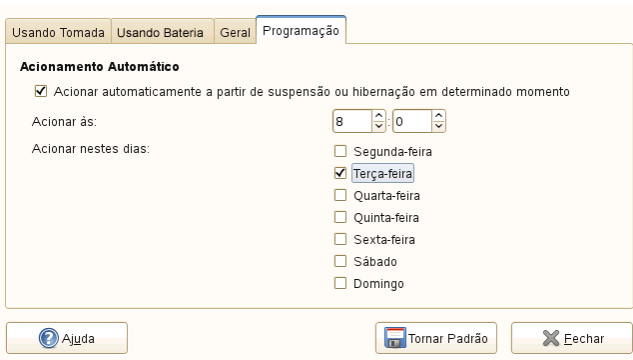 Usando Tomada Usando Bateria Geral Programação
Acionamento Automático
Acionar automaticamente a partir de suspensão ou hibernação em determinado momento
Acionar às: 8 : 0
Acionar nestes dias: Segunda-feira
Terça-feira
Quarta-feira
Quinta-feira
Sexta-feira
Sábado
Domingo
Ajuda Tornar Padrão Fechar